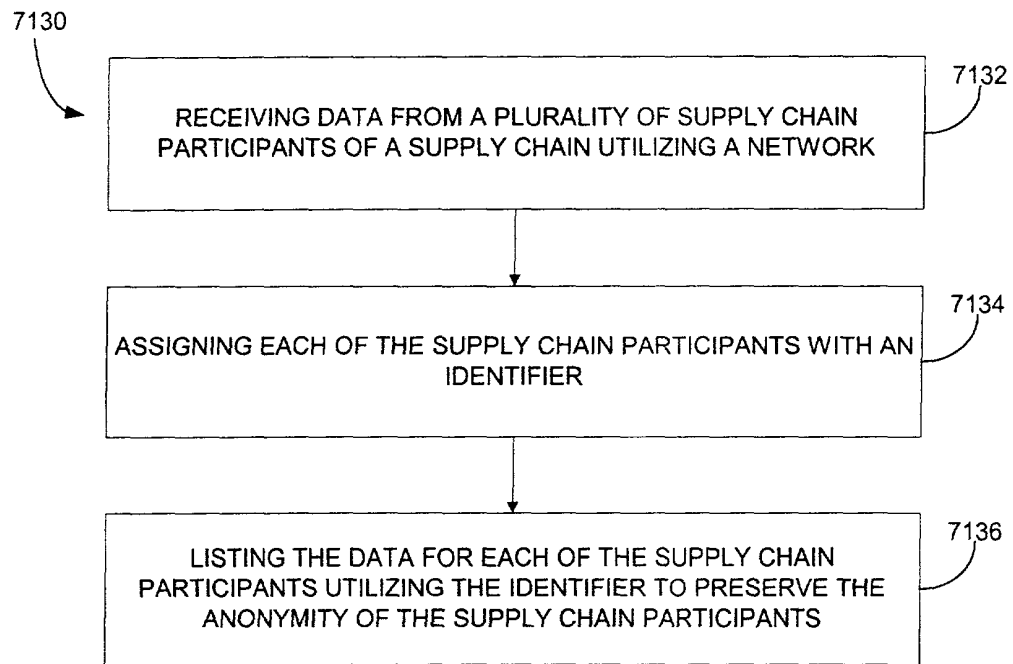 7130
7132
RECEIVING DATA FROM A PLURALITY OF SUPPLY CHAIN
PARTICIPANTS OF A SUPPLY CHAIN UTILIZING A NETWORK
7134
ASSIGNING EACH OF THE SUPPLY CHAIN PARTICIPANTS WITH AN
IDENTIFIER
7136
LISTING THE DATA FOR EACH OF THE SUPPLY CHAIN
PARTICIPANTS UTILIZING THE IDENTIFIER TO PRESERVE THE
ANONYMITY OF THE SUPPLY CHAIN PARTICIPANTS